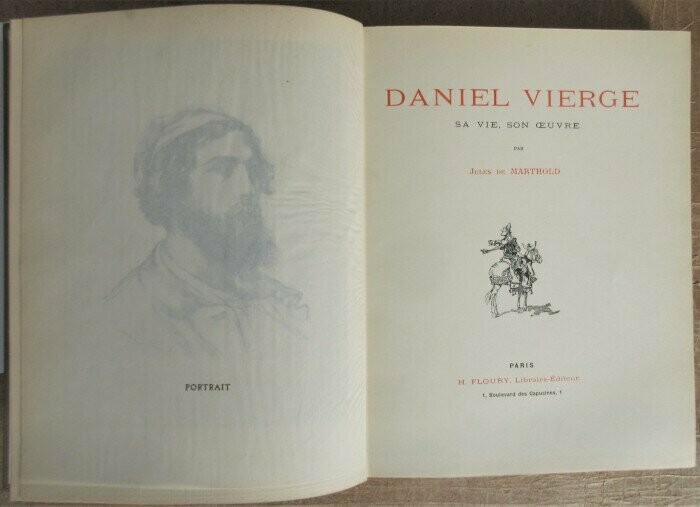 PORTRAIT
DANIEL VIERGE
SA VIE, SON ŒUVRE
PAR
JULES DE MARTHOLD
PARIS
H. FLOURY, Libraire-Éditeur
1, Boulevard des Capucines, 1